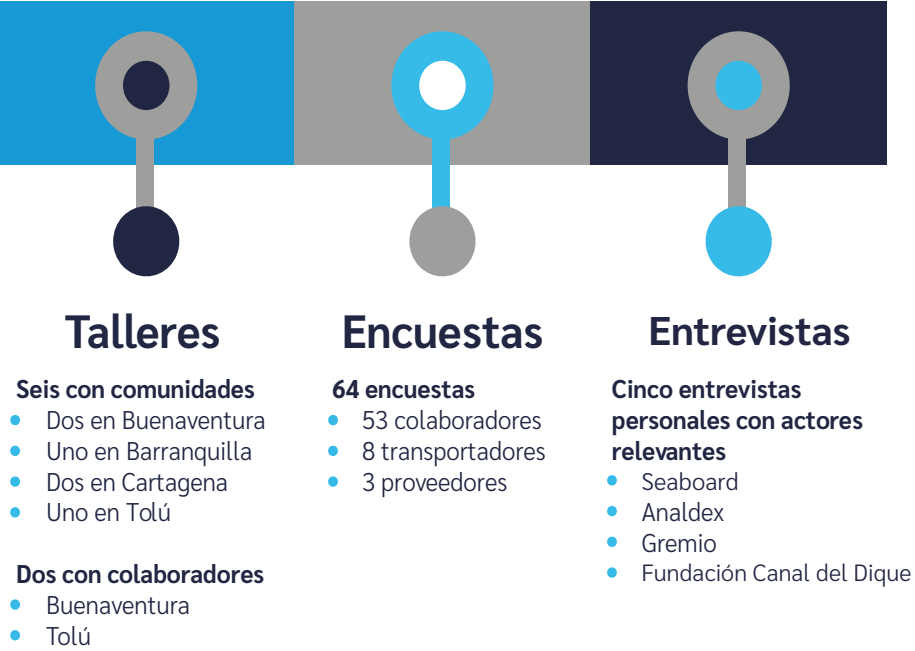 Talleres
Seis con comunidades
Dos en Buenaventura
Uno en Barranquilla
Dos en Cartagena
Uno en Tolú
Dos con colaboradores
Buenaventura
Tolú
Encuestas
64 encuestas
53 colaboradores
8 transportadores
3 proveedores
Entrevistas
Cinco entrevistas
personales con actores
relevantes
Seaboard
Analdex
Gremio
Fundación Canal del Dique